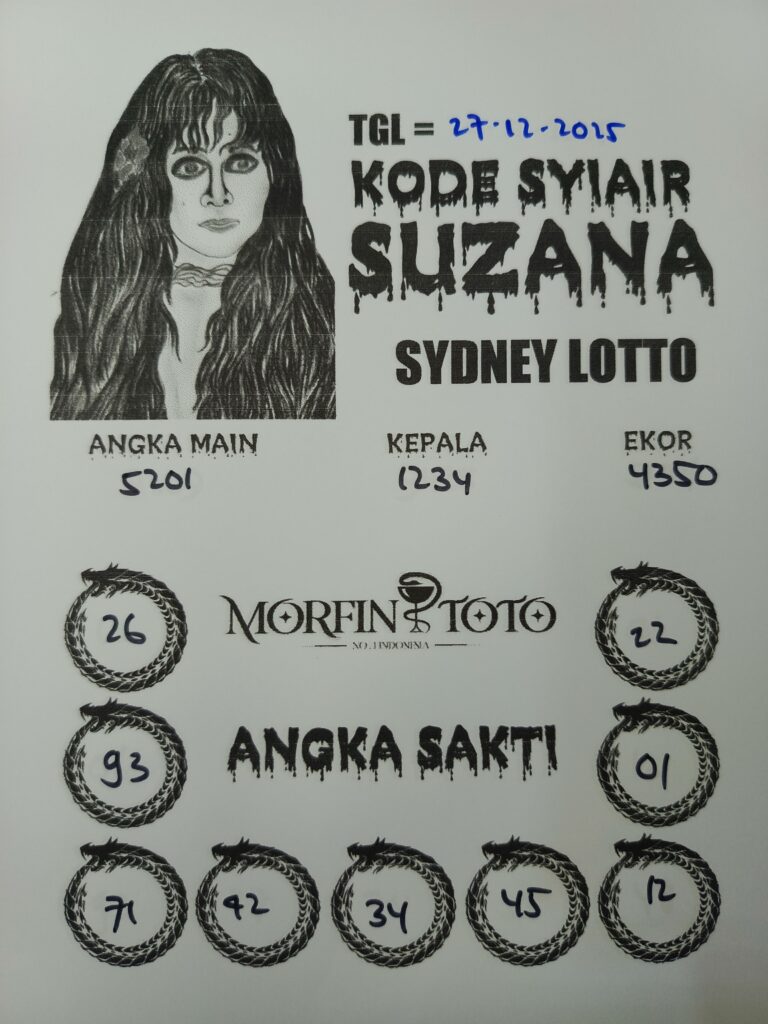 TGL = 27-12-2025
KODE SYIAIR
SUZANA
SYDNEY LOTTO
ANGKA MAIN KEPALA EKOR
5201 1234 4350
MORFIN TOTO
NO.1 INDONESIA
26 22
ANGKA SAKTI
93 01
71 42 34 45 12